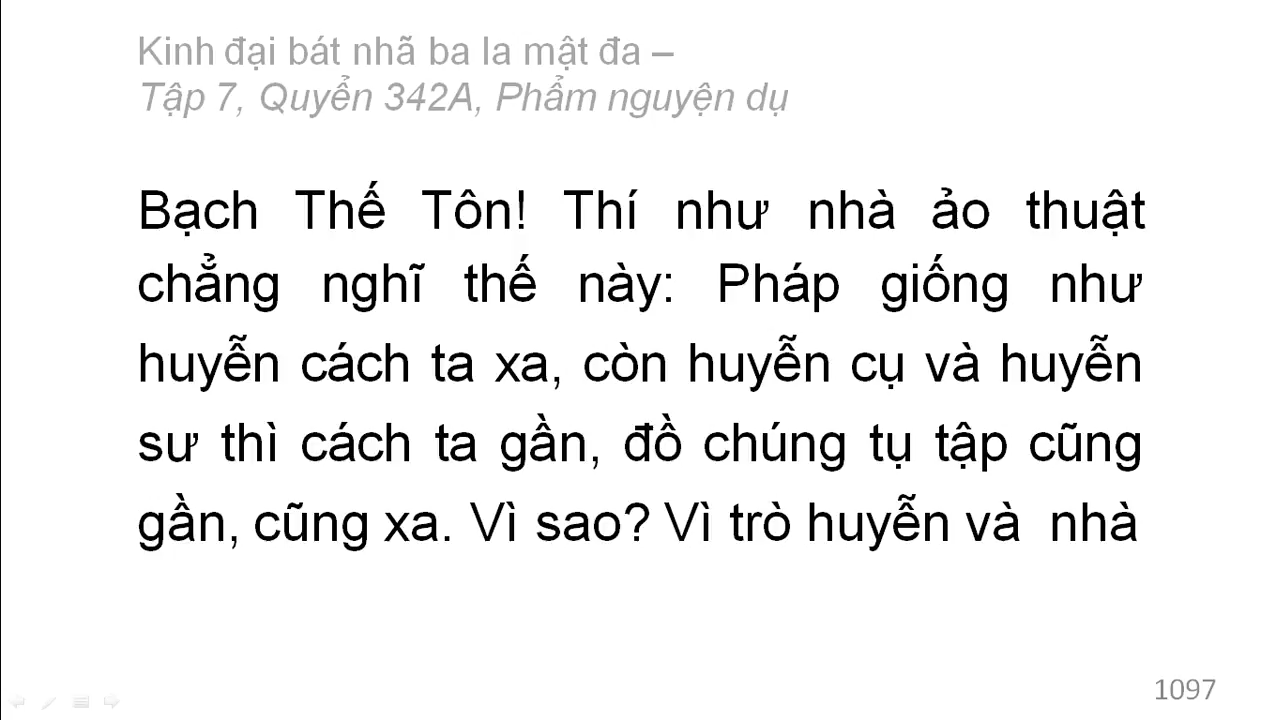 Kinh đại bát nhã ba la mật đa –
Tập 7, Quyển 342A, Phẩm nguyện dụ
Bạch Thế Tôn! Thí như nhà ảo thuật
chẳng nghĩ thế này: Pháp giống như
huyễn cách ta xa, còn huyễn cụ và huyễn
sư thì cách ta gần, đồ chúng tụ tập cũng
gần, cũng xa. Vì sao? Vì trò huyễn và nhà
1097